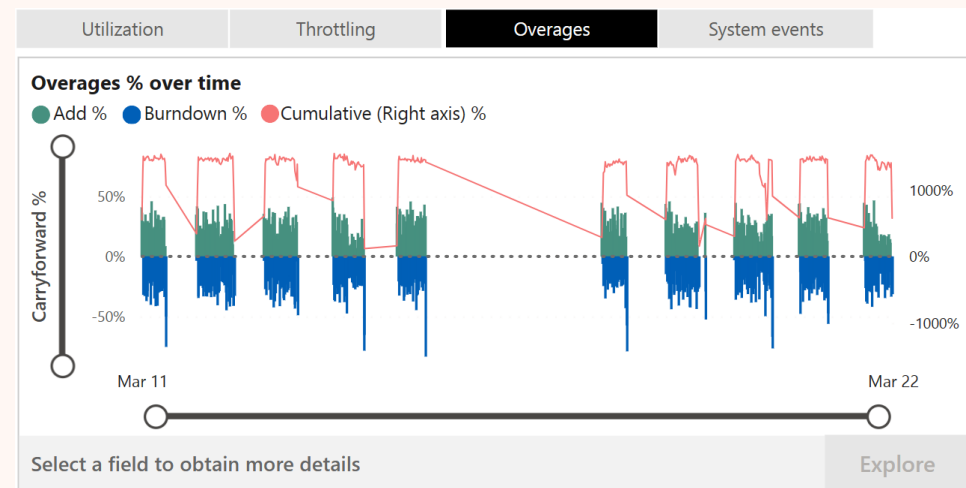 Utilization Throttling Overages System events
Overages % over time
Add % Burndown % Cumulative (Right axis) %
Carryforward %
50%
0%
-50%
1000%
0%
-1000%
Mar 11 Mar 22
Select a field to obtain more details Explore